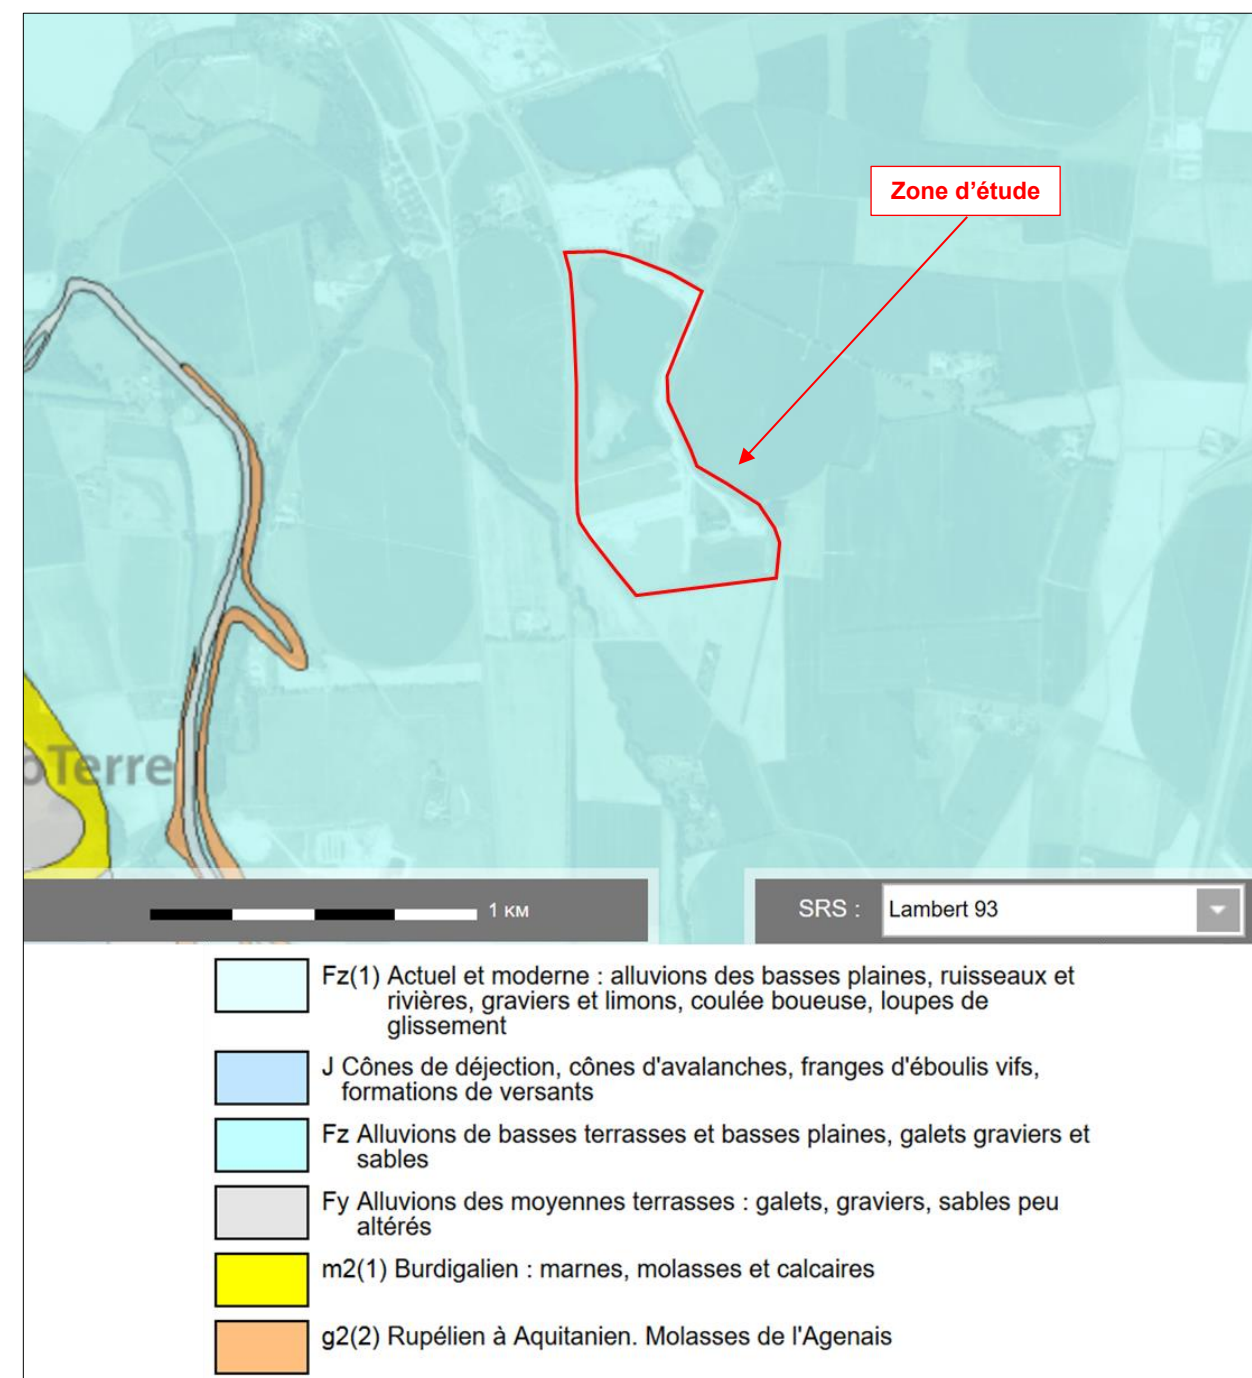 Zone d'étude
oTerre
1 KM
SRS : Lambert 93
Fz(1) Actuel et moderne : alluvions des basses plaines, ruisseaux et
rivières, graviers et limons, coulée boueuse, loupes de
glissement
J Cônes de déjection, cônes d'avalanches, franges d'éboulis vifs,
formations de versants
Fz Alluvions de basses terrasses et basses plaines, galets graviers et
sables
Fy Alluvions des moyennes terrasses : galets, graviers, sables peu
altérés
m2(1) Burdigalien : marnes, molasses et calcaires
g2(2) Rupélien à Aquitanien. Molasses de l'Agenais